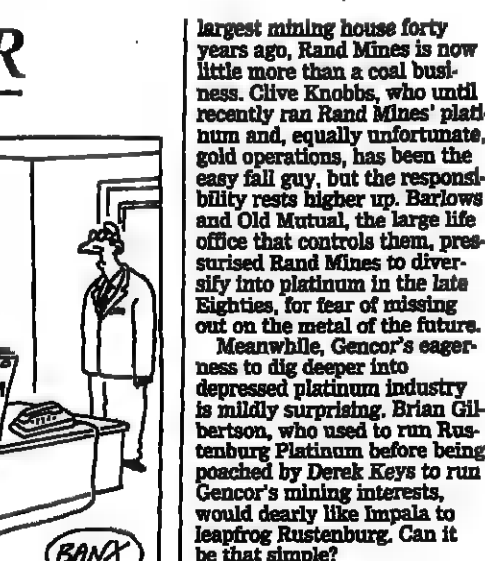 R
largest mining house forty
years ago, Rand Mines is now
little more than a coal busi-
ness. Clive Knobbs, who until
recently ran Rand Mines' plati-
num and, equally unfortunate,
gold operations, has been the
easy fall guy, but the responsi-
bility rests higher up. Barlows
and Old Mutual, the large life
office that controls them, pres-
surised Rand Mines to diver-
sify into platinum in the late
Eighties, for fear of missing
out on the metal of the future.
Meanwhile, Gencor's eager-
ness to dig deeper into
depressed platinum industry
is mildly surprising. Brian Gil-
bertson, who used to run Rus-
tenburg Platinum before being
poached by Derek Keys to run
Gencor's mining interests,
would dearly like Impala to
leapfrog Rustenburg. Can it
be that simple?
BANX